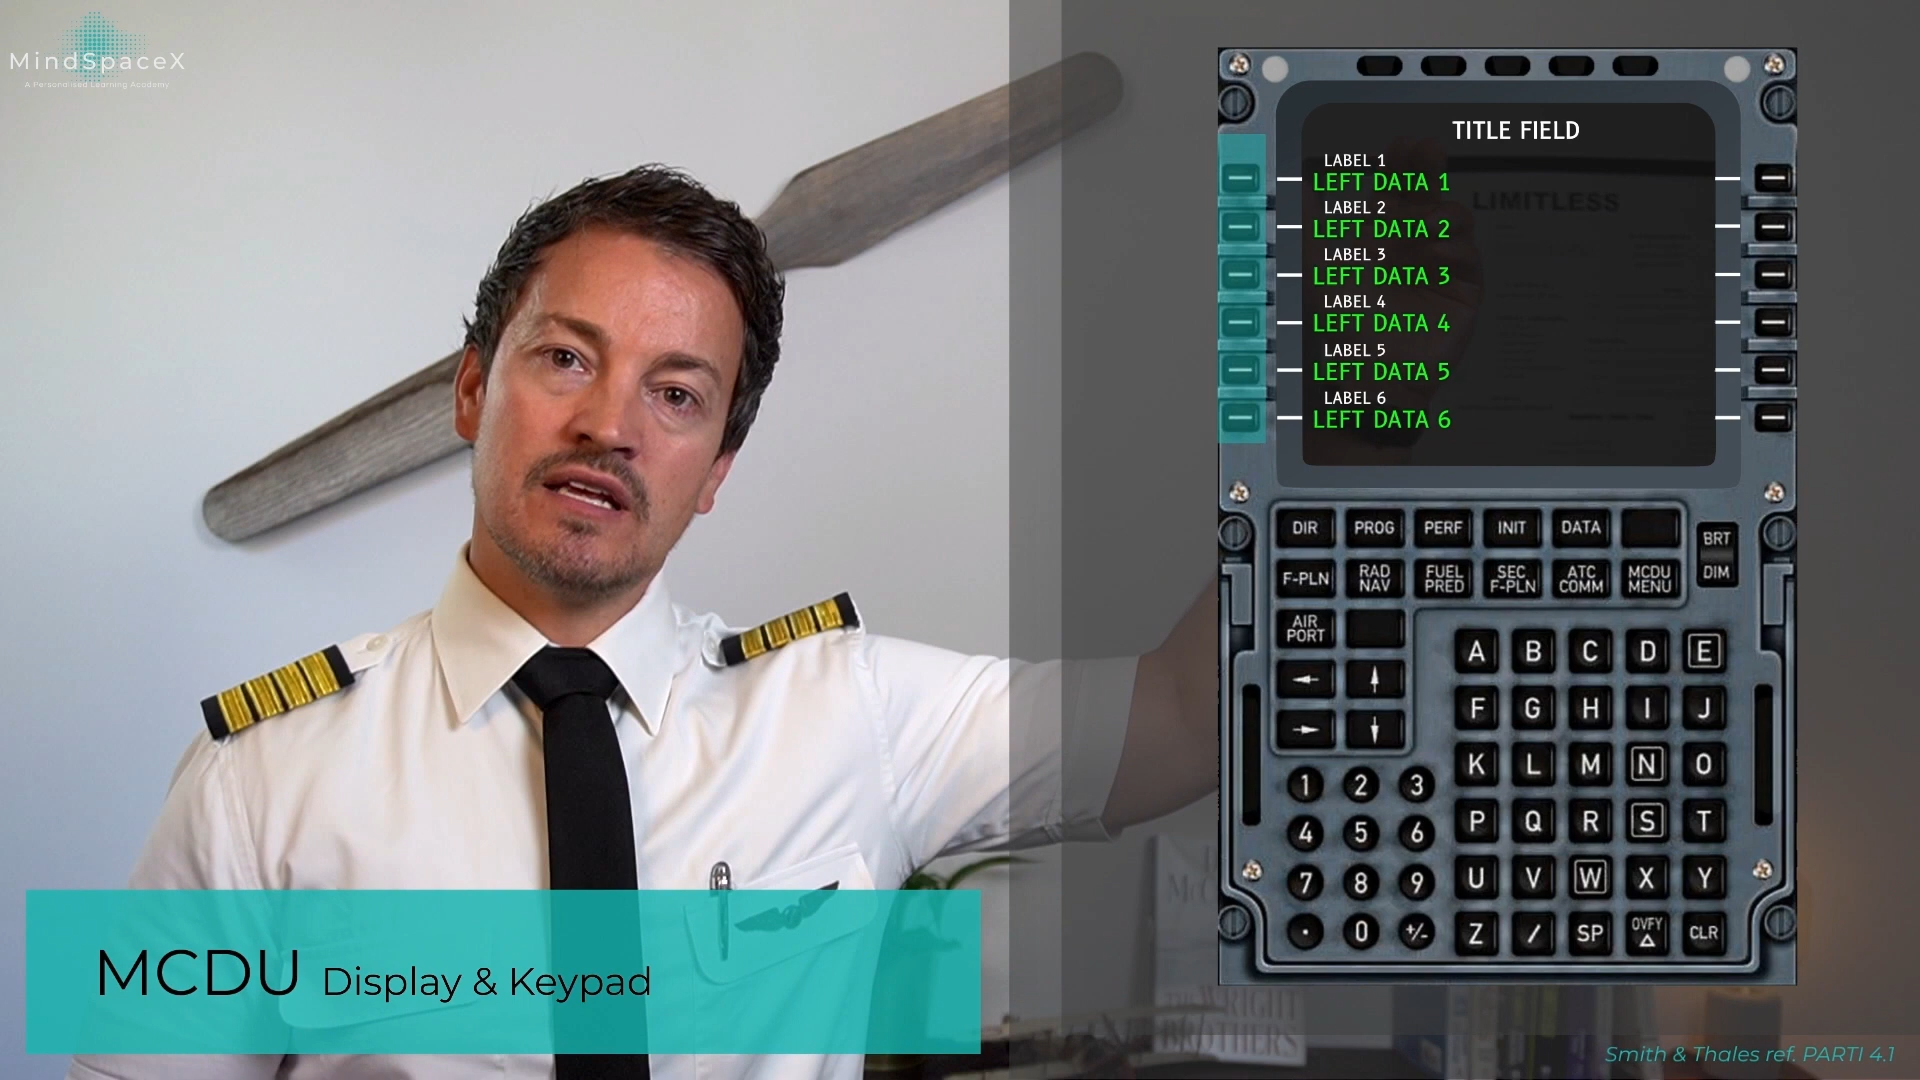 MindSpaceX
A Personalised Learning Academy
TITLE FIELD
LABEL 1
LEFT DATA 1
LABEL 2
LEFT DATA 2
LABEL 3
LEFT DATA 3
LABEL 4
LEFT DATA 4
LABEL 5
LEFT DATA 5
LABEL 6
LEFT DATA 6
LIMITLESS
DIR PROG PERF INIT DATA
BRT
DIM
F-PLN RAD NAV FUEL PRED SEC F-PLN ATC COMM MCDU MENU
AIR PORT
← ↑
→ ↓
A B C D E
F G H I J
K L M N O
P Q R S T
U V W X Y
Z / SP OVFY Δ CLR
1 2 3
4 5 6
7 8 9
. 0 +/-
WRIGHT
BROTHERS
MCDU Display & Keypad
Smith & Thales ref. PARTI 4.1